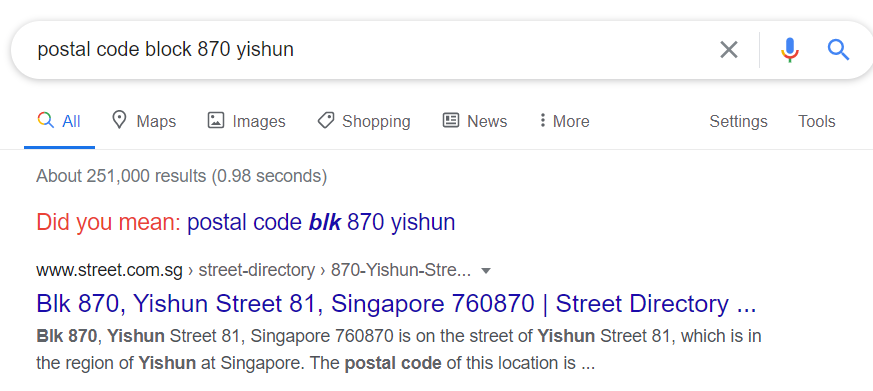 postal code block 870 yishun
All Maps Images Shopping News More Settings Tools
About 251,000 results (0.98 seconds)
Did you mean: postal code blk 870 yishun
www.street.com.sg › street-directory › 870-Yishun-Stre...
Blk 870, Yishun Street 81, Singapore 760870 | Street Directory ...
Blk 870, Yishun Street 81, Singapore 760870 is on the street of Yishun Street 81, which is in
the region of Yishun at Singapore. The postal code of this location is ...